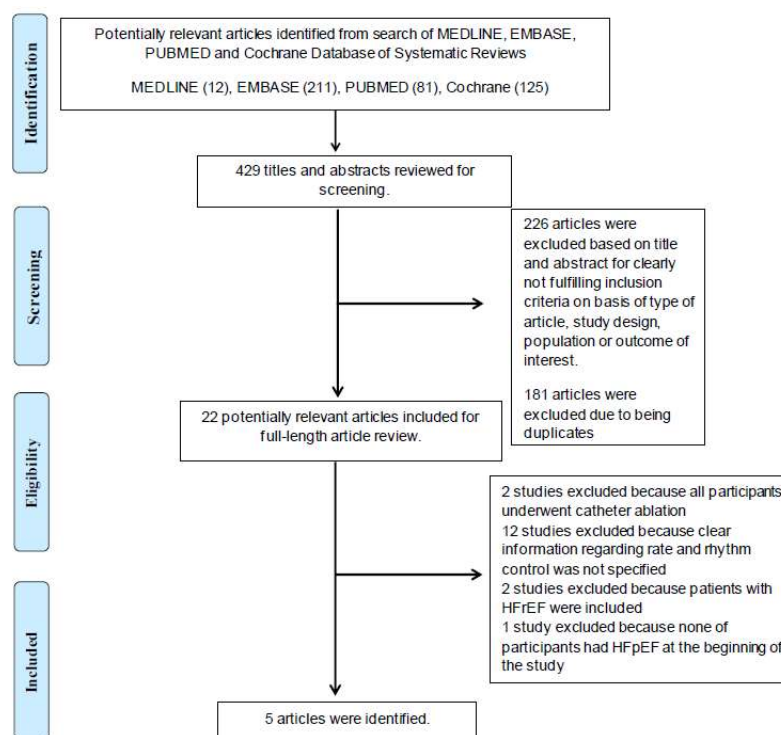 Identification
Potentially relevant articles identified from search of MEDLINE, EMBASE,
PUBMED and Cochrane Database of Systematic Reviews
MEDLINE (12), EMBASE (211), PUBMED (81), Cochrane (125)
429 titles and abstracts reviewed for
screening.
Screening
226 articles were
excluded based on title
and abstract for clearly
not fulfilling inclusion
criteria on basis of type of
article, study design,
population or outcome of
interest.
181 articles were
excluded due to being
duplicates
Eligibility
22 potentially relevant articles included for
full-length article review.
2 studies excluded because all participants
underwent catheter ablation
12 studies excluded because clear
information regarding rate and rhythm
control was not specified
2 studies excluded because patients with
HFrEF were included
1 study excluded because none of
participants had HFpEF at the beginning of
the study
Included
5 articles were identified.